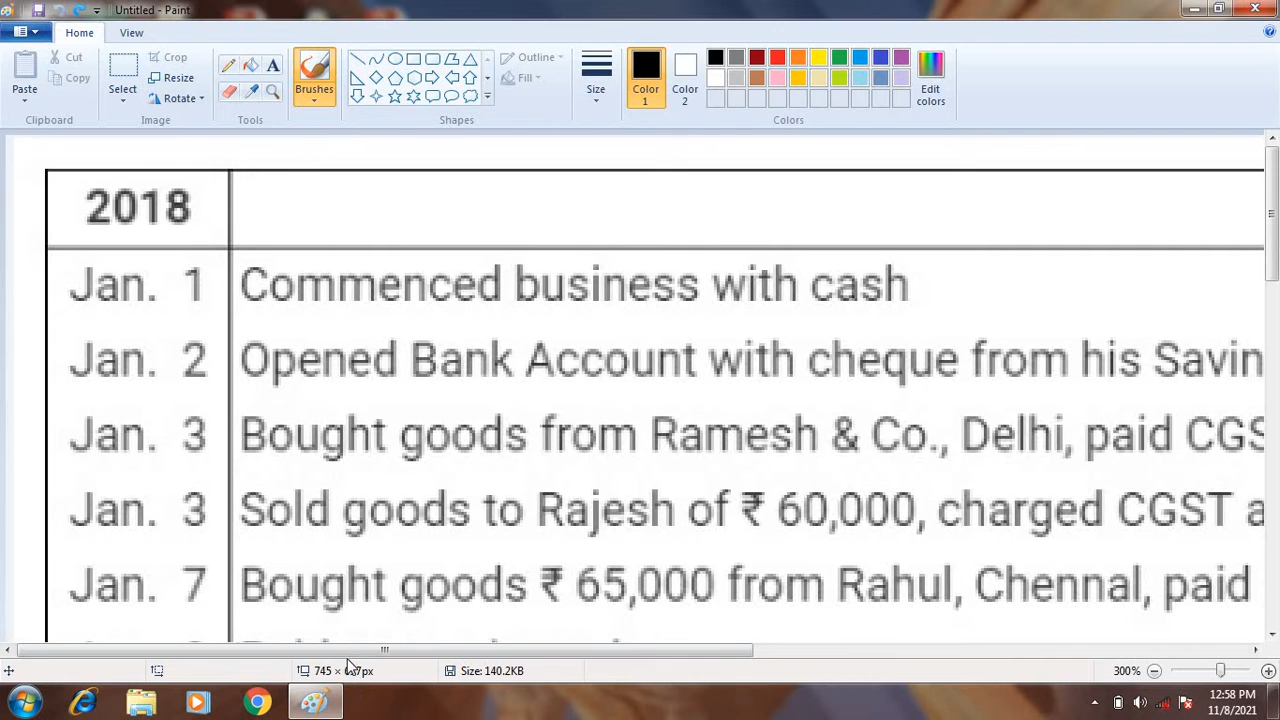 Untitled - Paint
Home View
Paste
Cut
Copy
Clipboard
Select
Crop
Resize
Rotate
Image
Tools
Brushes
Outline
Fill
Shapes
Size
Color 1
Color 2
Edit colors
Colors
2018
Jan. 1 Commenced business with cash
Jan. 2 Opened Bank Account with cheque from his Savin
Jan. 3 Bought goods from Ramesh & Co., Delhi, paid CGS
Jan. 3 Sold goods to Rajesh of ₹ 60,000, charged CGST a
Jan. 7 Bought goods ₹ 65,000 from Rahul, Chennal, paid
Size: 140.2KB
300%
12:58 PM
11/8/2021